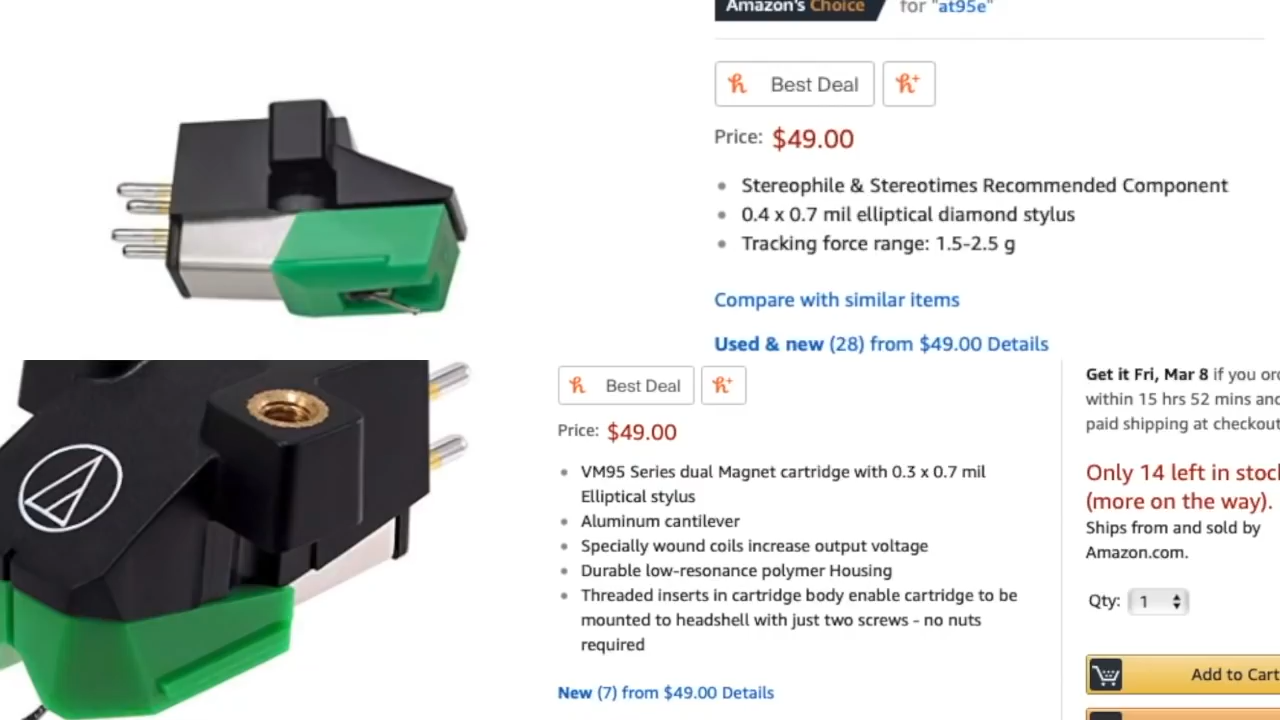 Amazon's Choice for "at95e"
Best Deal
Price: $49.00
Stereophile & Stereotimes Recommended Component
0.4 x 0.7 mil elliptical diamond stylus
Tracking force range: 1.5-2.5 g
Compare with similar items
Used & new (28) from $49.00 Details
Best Deal
Price: $49.00
VM95 Series dual Magnet cartridge with 0.3 x 0.7 mil
Elliptical stylus
Aluminum cantilever
Specially wound coils increase output voltage
Durable low-resonance polymer Housing
Threaded inserts in cartridge body enable cartridge to be
mounted to headshell with just two screws - no nuts
required
New (7) from $49.00 Details
Get it Fri, Mar 8 if you
within 15 hrs 52 mins
paid shipping at checkout
Only 14 left in stock
(more on the way).
Ships from and sold by
Amazon.com.
Qty: 1
Add to Cart